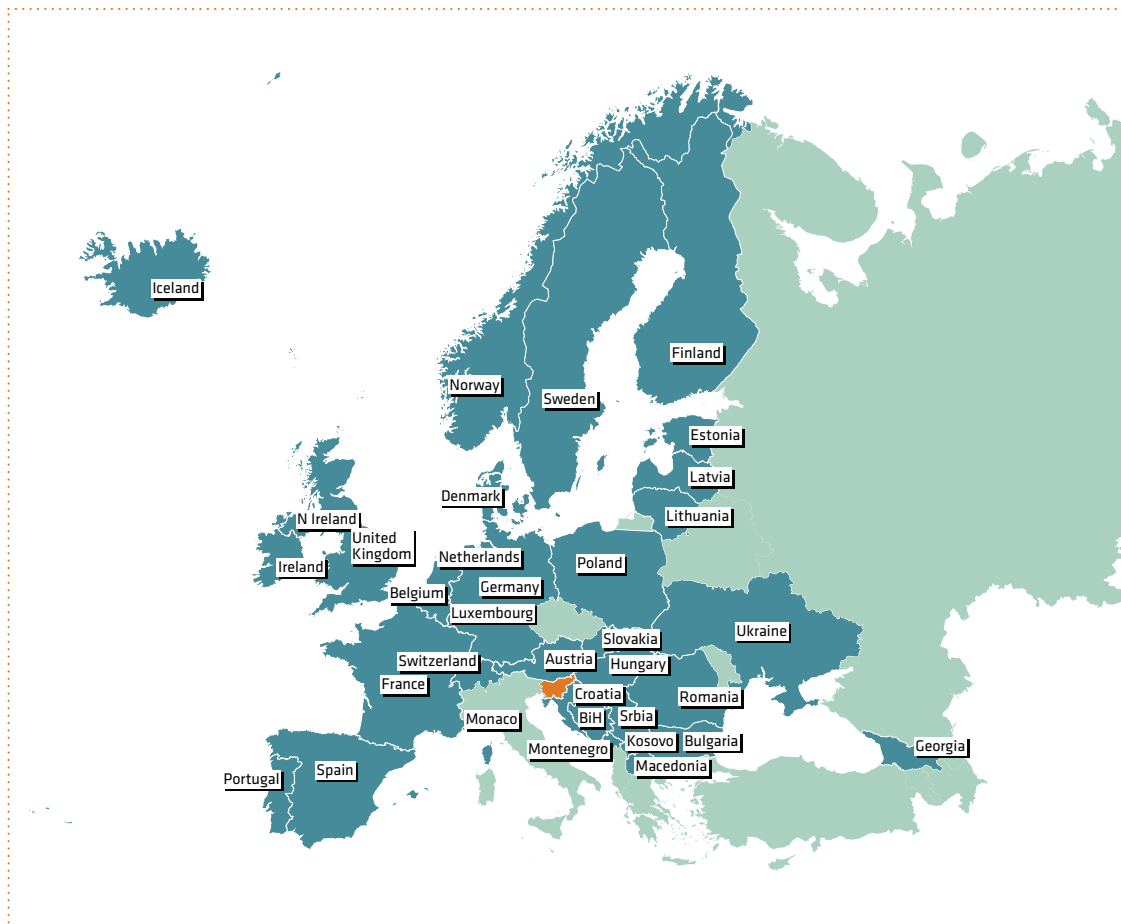 Iceland
Finland
Norway
Sweden
Estonia
Latvia
Denmark
Lithuania
N Ireland
United
Kingdom
Netherlands
Poland
Ireland
Germany
Belgium
Luxembourg
Ukraine
Slovakia
Austria
Switzerland
Hungary
France
Croatia
Romania
Monaco
BiH
Srbia
Kosovo
Bulgaria
Georgia
Montenegro
Macedonia
Portugal
Spain